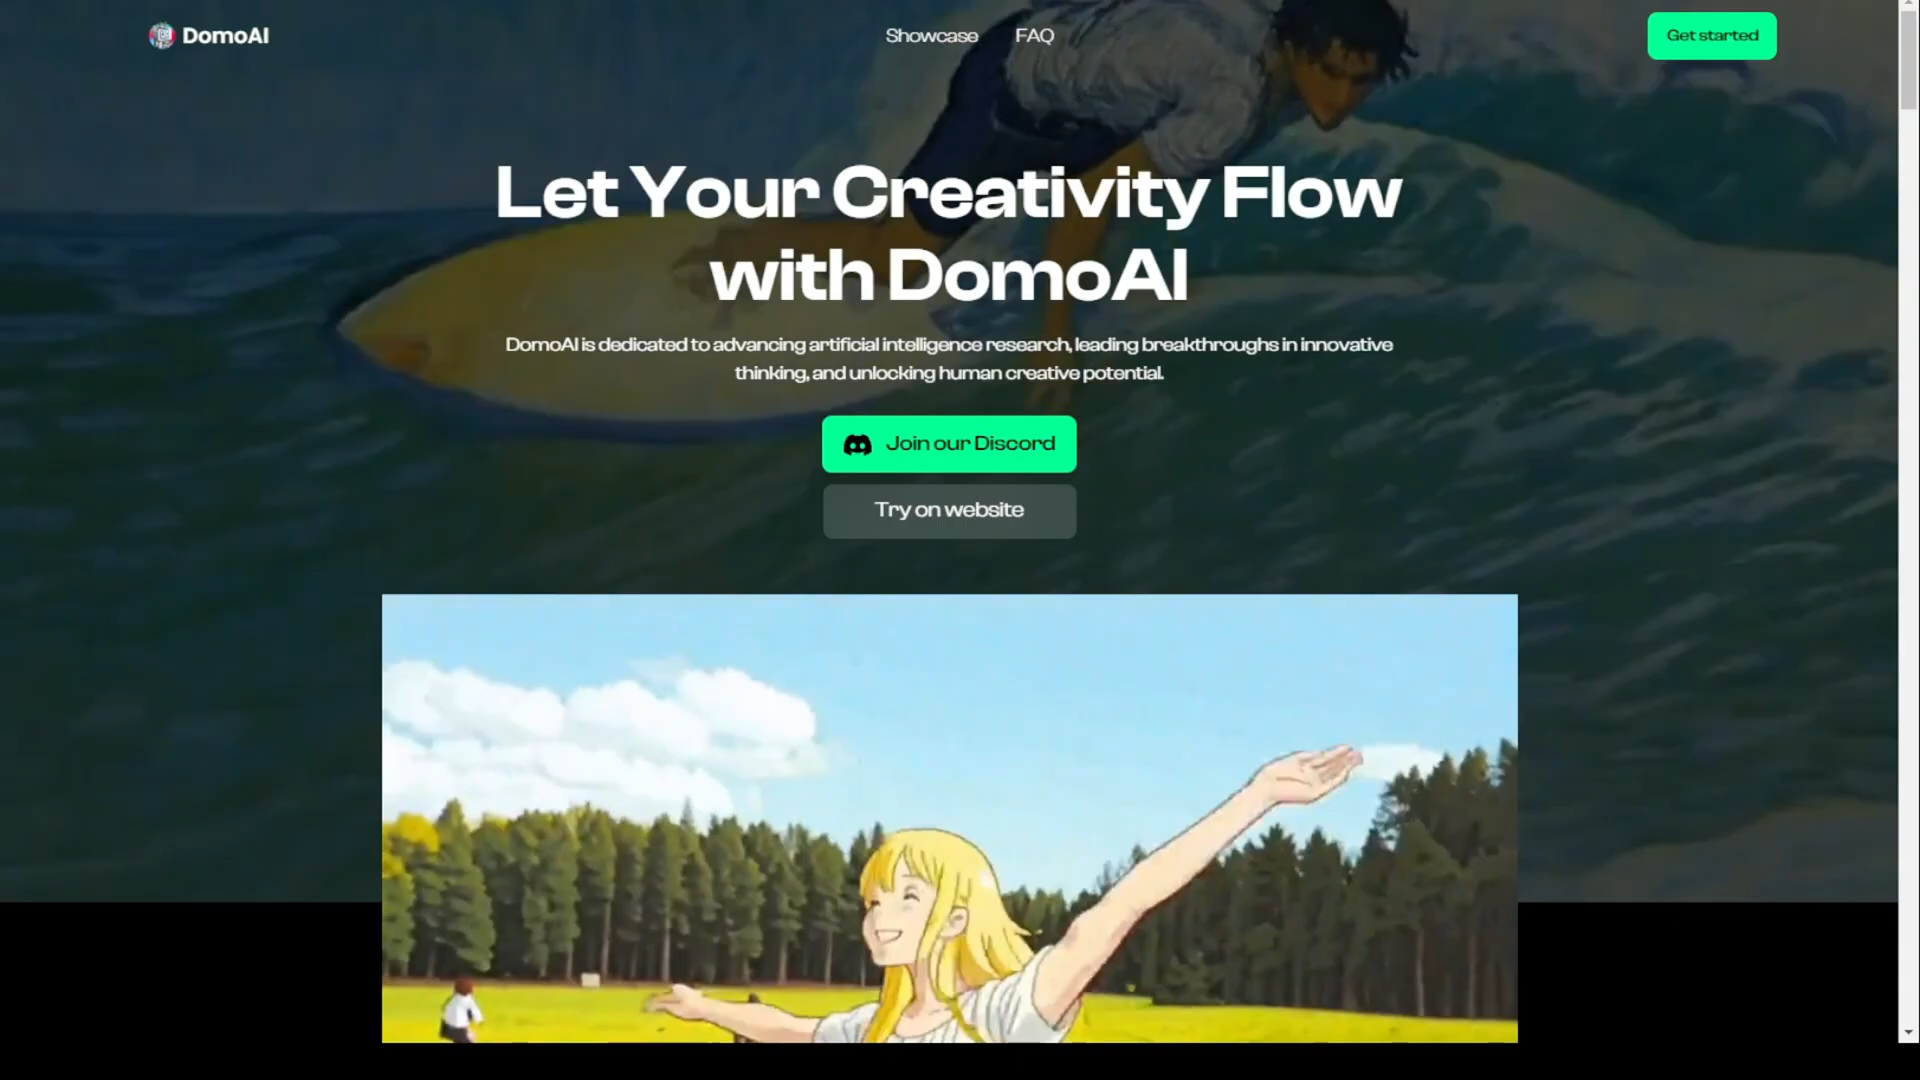 DomoAI
Showcase
FAQ
Get started
Let Your Creativity Flow
with DomoAI
DomoAI is dedicated to advancing artificial intelligence research, leading breakthroughs in innovative
thinking, and unlocking human creative potential.
Join our Discord
Try on website